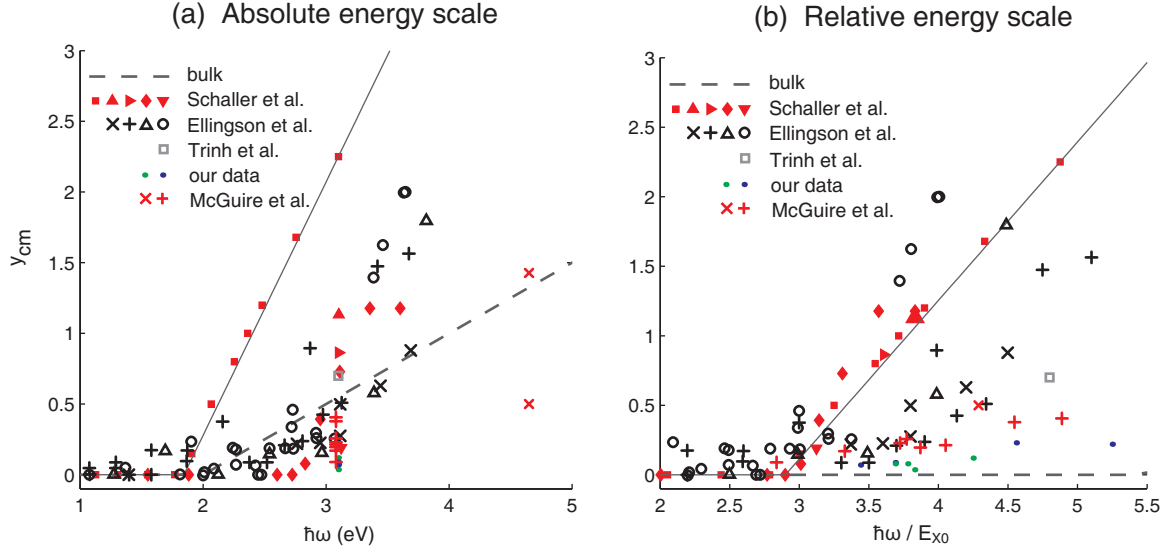 (a) Absolute energy scale
3
2.5
2
1.5
1
0.5
0
y_cm
bulk
Schaller et al.
Ellingson et al.
Trinh et al.
our data
McGuire et al.
1 2 3 4 5
ħω (eV)
(b) Relative energy scale
3
2.5
2
1.5
1
0.5
0
bulk
Schaller et al.
Ellingson et al.
Trinh et al.
our data
McGuire et al.
2 2.5 3 3.5 4 4.5 5 5.5
ħω / E_X0